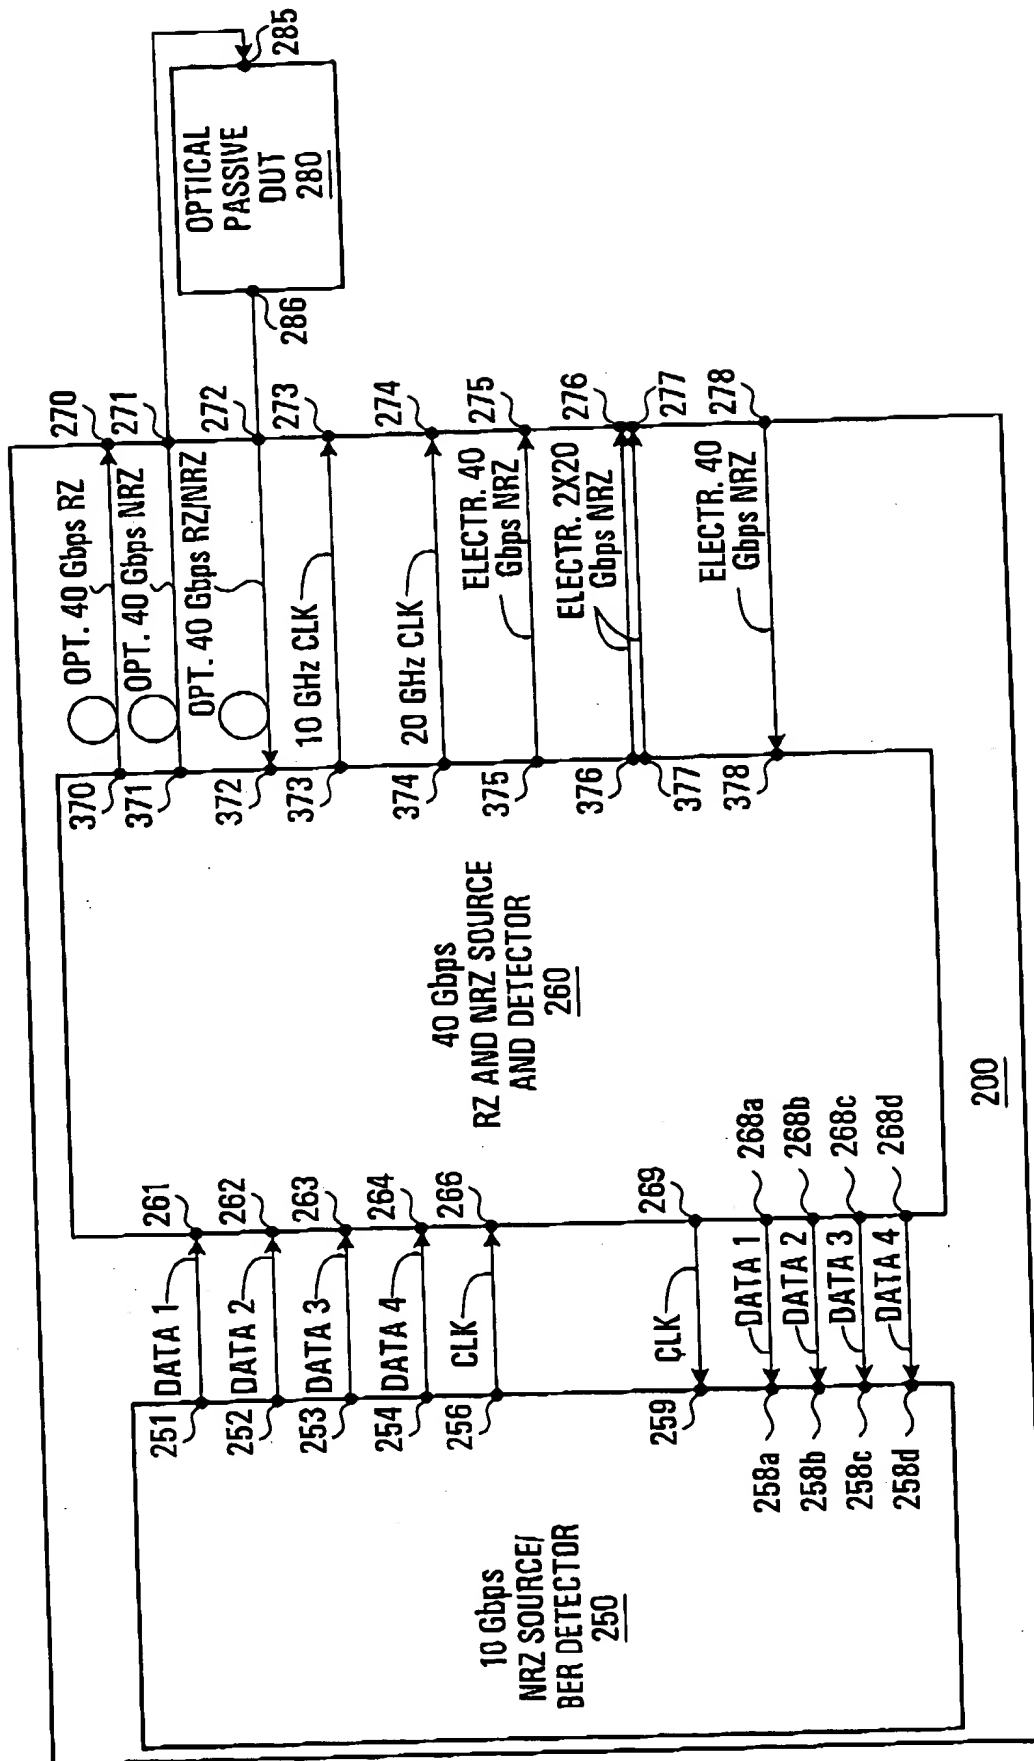 10 Gbps
NRZ SOURCE/
BER DETECTOR
250
251
252
253
254
256
259
258a
258b
258c
258d
DATA 1
DATA 2
DATA 3
DATA 4
CLK
CLK
DATA 1
DATA 2
DATA 3
DATA 4
261
262
263
264
266
269
268a
268b
268c
268d
40 Gbps
RZ AND NRZ SOURCE
AND DETECTOR
260
200
370
371
372
373
374
375
376
377
378
OPT. 40 Gbps RZ
OPT. 40 Gbps NRZ
OPT. 40 Gbps RZ/NRZ
10 GHz CLK
20 GHz CLK
ELECTR. 40
Gbps NRZ
ELECTR. 2X20
Gbps NRZ
ELECTR. 40
Gbps NRZ
270
271
272
273
274
275
276
277
278
286
OPTICAL
PASSIVE
DUT
280
285